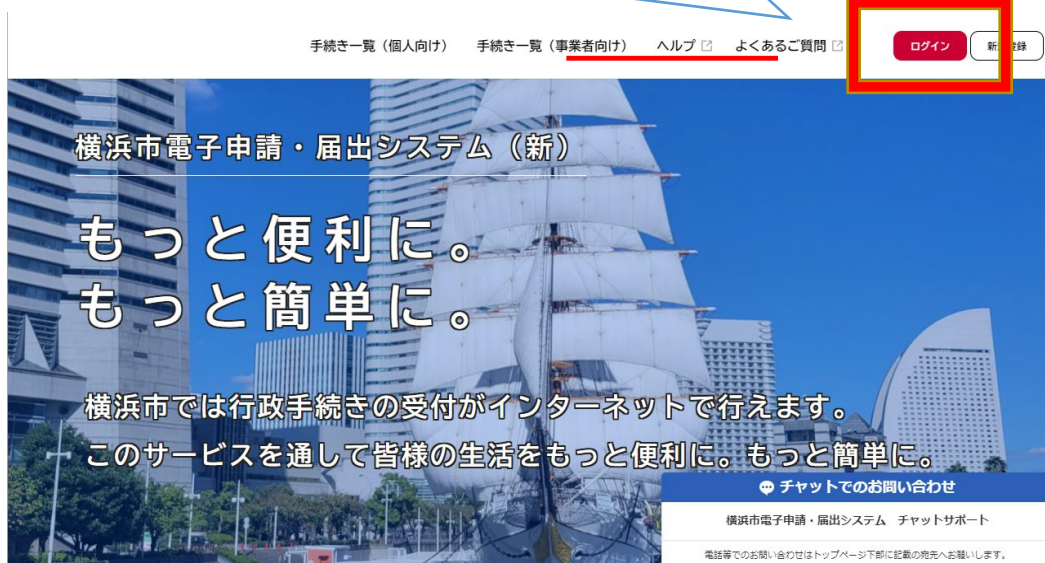 手続き一覧（個人向け） 手続き一覧（事業者向け） ヘルプ よくあるご質問 ログイン 新規登録
横浜市電子申請・届出システム（新）
もっと便利に。
もっと簡単に。
横浜市では行政手続きの受付がインターネットで行えます。
このサービスを通して皆様の生活をもっと便利に。もっと簡単に。
チャットでのお問い合わせ
横浜市電子申請・届出システム チャットサポート
電話等でのお問い合わせはトップページ下部に記載の宛先へお願いします。